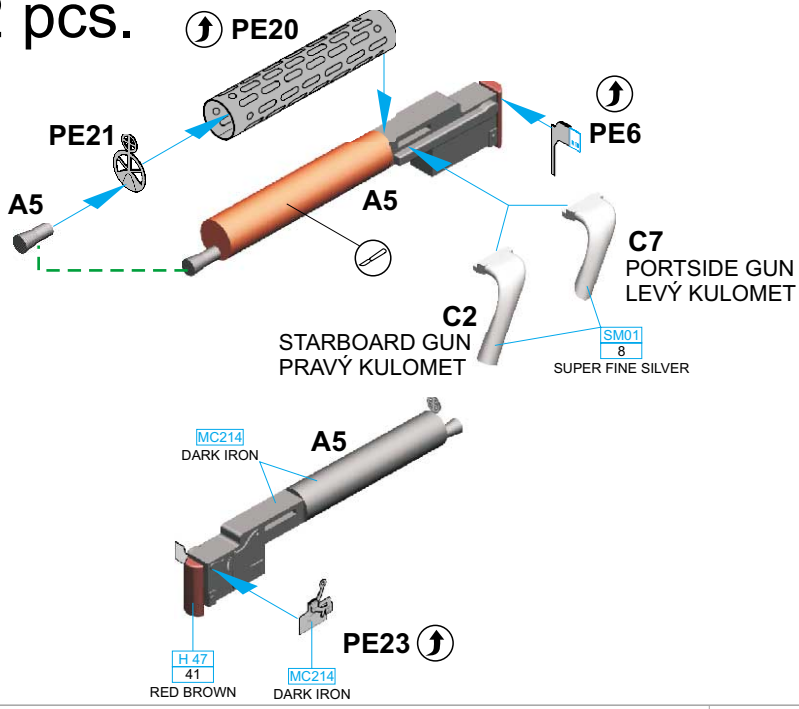 pcs.
PE20
PE21
PE6
A5
A5
C7
PORTSIDE GUN
LEVÝ KULOMET
C2
STARBOARD GUN
PRAVÝ KULOMET
SM01
8
SUPER FINE SILVER
MC214
DARK IRON
A5
PE23
H 47
41
RED BROWN
MC214
DARK IRON